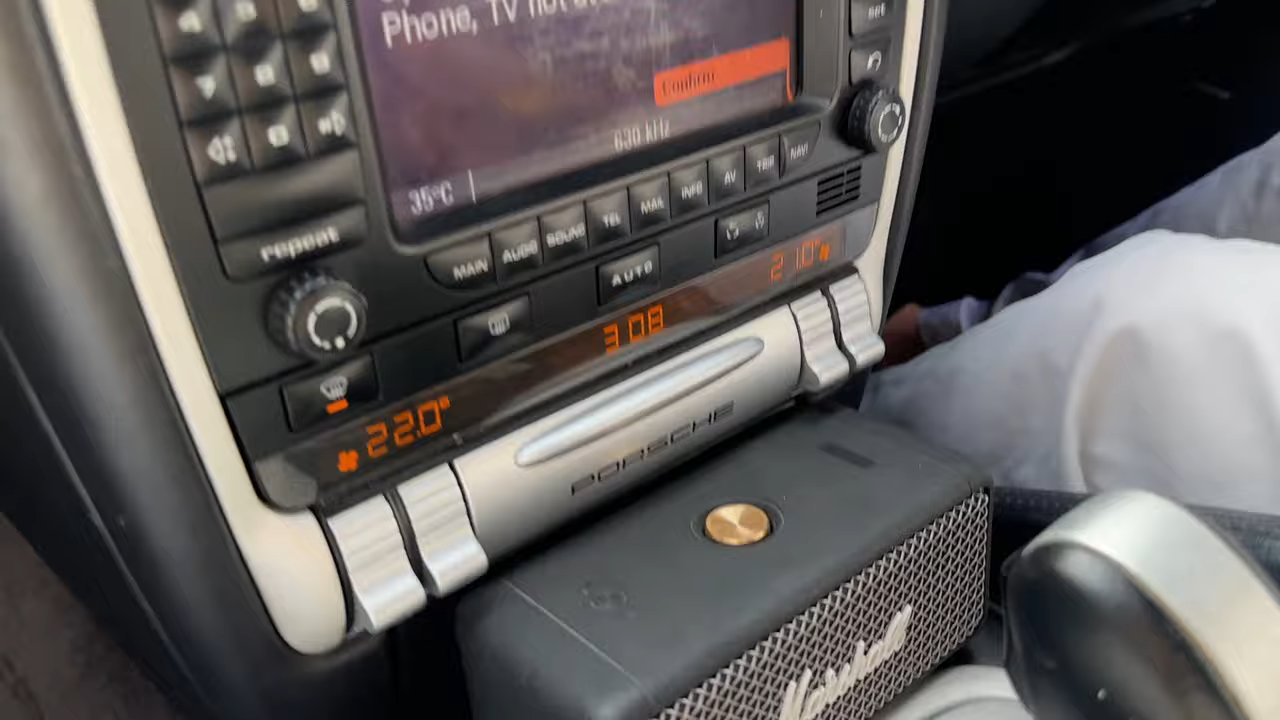 Phone, TV not
Confirm
630 kHz
35°C
set
MAIN
AUDIO
SOUND
TEL
MAIL
INFO
AV
TRIP
NAVI
repeat
AUTO
21.0°
3.08
22.0°
PORSCHE
Marshall